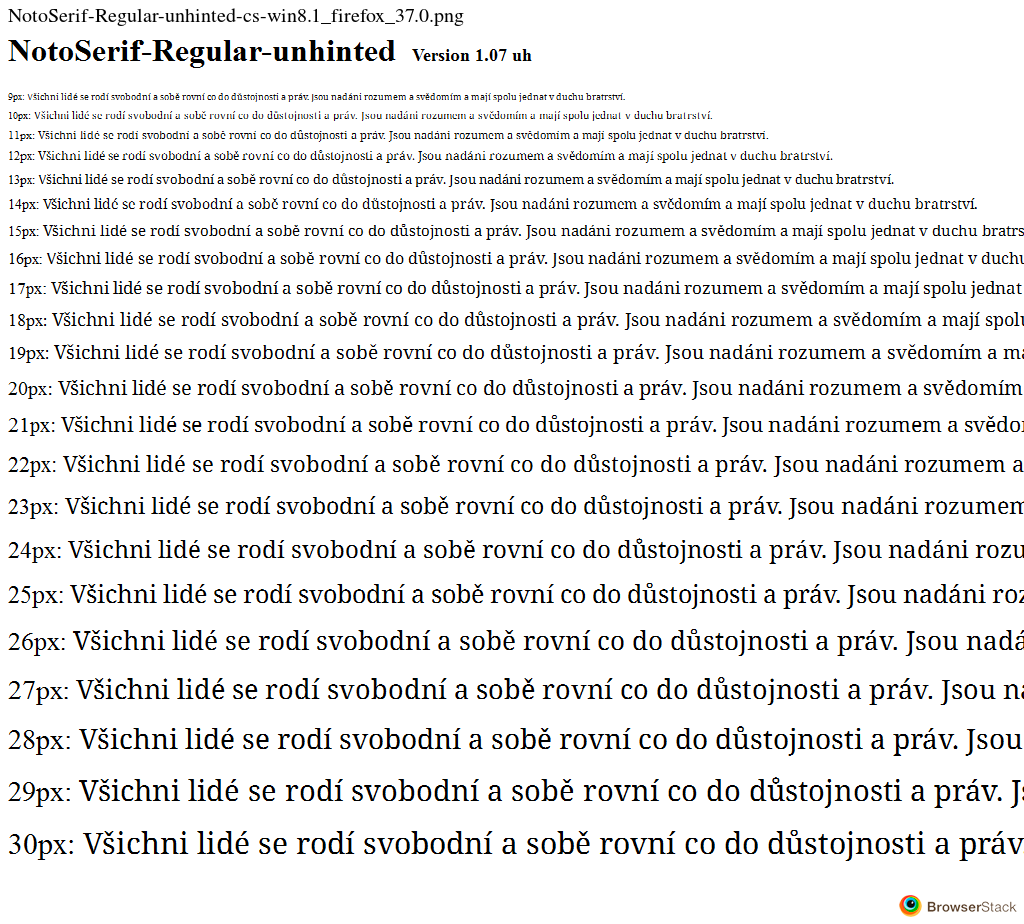 NotoSerif-Regular-unhinted-cs-win8.1_firefox_37.0.png
NotoSerif-Regular-unhinted Version 1.07 uh
9px: Všichni lidé se rodí svobodní a sobě rovní co do důstojnosti a práv. Jsou nadáni rozumem a svědomím a mají spolu jednat v duchu bratrství.
10px: Všichni lidé se rodí svobodní a sobě rovní co do důstojnosti a práv. Jsou nadáni rozumem a svědomím a mají spolu jednat v duchu bratrství.
11px: Všichni lidé se rodí svobodní a sobě rovní co do důstojnosti a práv. Jsou nadáni rozumem a svědomím a mají spolu jednat v duchu bratrství.
12px: Všichni lidé se rodí svobodní a sobě rovní co do důstojnosti a práv. Jsou nadáni rozumem a svědomím a mají spolu jednat v duchu bratrství.
13px: Všichni lidé se rodí svobodní a sobě rovní co do důstojnosti a práv. Jsou nadáni rozumem a svědomím a mají spolu jednat v duchu bratrství.
14px: Všichni lidé se rodí svobodní a sobě rovní co do důstojnosti a práv. Jsou nadáni rozumem a svědomím a mají spolu jednat v duchu bratrství.
15px: Všichni lidé se rodí svobodní a sobě rovní co do důstojnosti a práv. Jsou nadáni rozumem a svědomím a mají spolu jednat v duchu bratrs
16px: Všichni lidé se rodí svobodní a sobě rovní co do důstojnosti a práv. Jsou nadáni rozumem a svědomím a mají spolu jednat v duchu
17px: Všichni lidé se rodí svobodní a sobě rovní co do důstojnosti a práv. Jsou nadáni rozumem a svědomím a mají spolu jednat
18px: Všichni lidé se rodí svobodní a sobě rovní co do důstojnosti a práv. Jsou nadáni rozumem a svědomím a mají spolu
19px: Všichni lidé se rodí svobodní a sobě rovní co do důstojnosti a práv. Jsou nadáni rozumem a svědomím a ma
20px: Všichni lidé se rodí svobodní a sobě rovní co do důstojnosti a práv. Jsou nadáni rozumem a svědomím
21px: Všichni lidé se rodí svobodní a sobě rovní co do důstojnosti a práv. Jsou nadáni rozumem a svědo
22px: Všichni lidé se rodí svobodní a sobě rovní co do důstojnosti a práv. Jsou nadáni rozumem a
23px: Všichni lidé se rodí svobodní a sobě rovní co do důstojnosti a práv. Jsou nadáni rozumem
24px: Všichni lidé se rodí svobodní a sobě rovní co do důstojnosti a práv. Jsou nadáni rozu
25px: Všichni lidé se rodí svobodní a sobě rovní co do důstojnosti a práv. Jsou nadáni roz
26px: Všichni lidé se rodí svobodní a sobě rovní co do důstojnosti a práv. Jsou nadá
27px: Všichni lidé se rodí svobodní a sobě rovní co do důstojnosti a práv. Jsou na
28px: Všichni lidé se rodí svobodní a sobě rovní co do důstojnosti a práv. Jsou
29px: Všichni lidé se rodí svobodní a sobě rovní co do důstojnosti a práv. Js
30px: Všichni lidé se rodí svobodní a sobě rovní co do důstojnosti a práv
BrowserStack